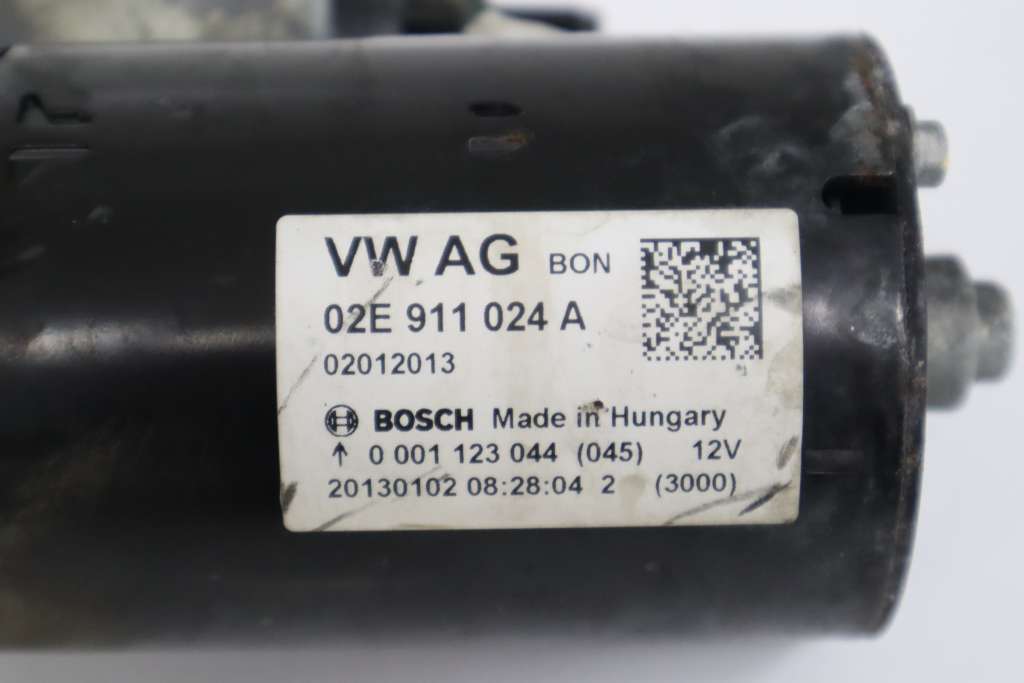 VW AG BON
02E 911 024 A
02012013
BOSCH Made in Hungary
↑ 0 001 123 044 (045) 12V
20130102 08:28:04 2 (3000)